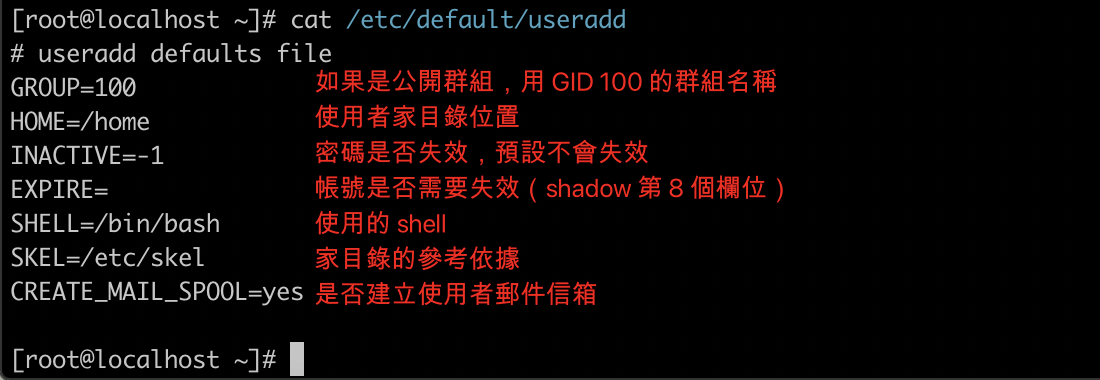 [root@localhost ~]# cat /etc/default/useradd
# useradd defaults file
GROUP=100 如果是公開群組，用 GID 100 的群組名稱
HOME=/home 使用者家目錄位置
INACTIVE=-1 密碼是否失效，預設不會失效
EXPIRE= 帳號是否需要失效（shadow 第 8 個欄位）
SHELL=/bin/bash 使用的 shell
SKEL=/etc/skel 家目錄的參考依據
CREATE_MAIL_SPOOL=yes 是否建立使用者郵件信箱
[root@localhost ~]#